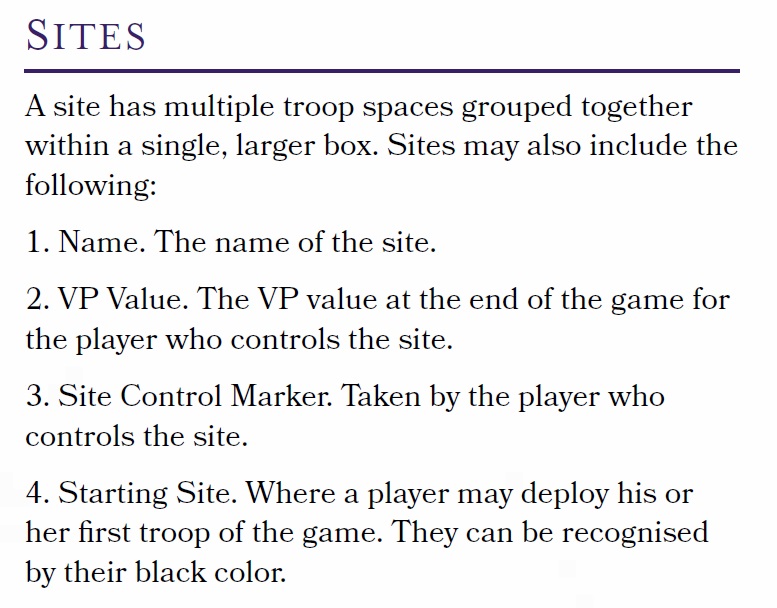 SITES
A site has multiple troop spaces grouped together
within a single, larger box. Sites may also include the
following:
1. Name. The name of the site.
2. VP Value. The VP value at the end of the game for
the player who controls the site.
3. Site Control Marker. Taken by the player who
controls the site.
4. Starting Site. Where a player may deploy his or
her first troop of the game. They can be recognised
by their black color.